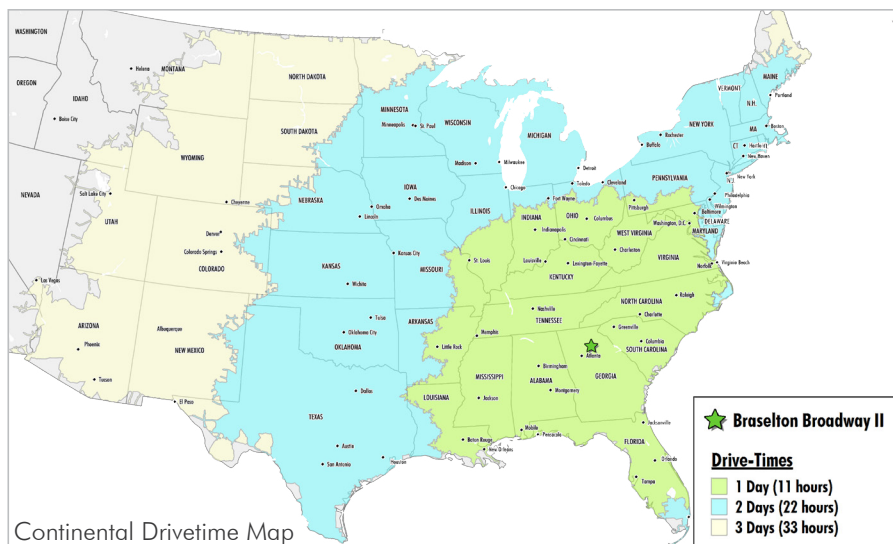 WASHINGTON
OREGON
IDAHO
Boise City
NEVADA
Las Vegas
MONTANA
Helena
WYOMING
Cheyenne
UTAH
Salt Lake City
COLORADO
Denver
Colorado Springs
ARIZONA
Phoenix
Tucson
NEW MEXICO
Albuquerque
El Paso
NORTH DAKOTA
SOUTH DAKOTA
NEBRASKA
Omaha
Lincoln
KANSAS
Wichita
OKLAHOMA
Tulsa
Oklahoma City
TEXAS
Dallas
Austin
San Antonio
Houston
MINNESOTA
Minneapolis
St. Paul
WISCONSIN
Madison
Milwaukee
IOWA
Des Moines
MISSOURI
Kansas City
St. Louis
ARKANSAS
Little Rock
LOUISIANA
Baton Rouge
New Orleans
ILLINOIS
Chicago
MICHIGAN
Detroit
INDIANA
Fort Wayne
Indianapolis
OHIO
Toledo
Cleveland
Columbus
Cincinnati
KENTUCKY
Louisville
Lexington-Fayette
TENNESSEE
Nashville
Memphis
MISSISSIPPI
Jackson
ALABAMA
Birmingham
Montgomery
Mobile
GEORGIA
Atlanta
FLORIDA
Pensacola
Jacksonville
Orlando
Tampa
SOUTH CAROLINA
Greenville
Columbia
NORTH CAROLINA
Raleigh
Charlotte
VIRGINIA
Norfolk
Virginia Beach
WEST VIRGINIA
Charleston
Washington, D.C.
MARYLAND
Baltimore
DELAWARE
Wilmington
PENNSYLVANIA
Pittsburgh
Philadelphia
NJ
NEW YORK
Buffalo
Rochester
New York
CT
Hartford
New Haven
MA
Boston
VERMONT
N.H.
MAINE
Portland
Braselton Broadway II
Drive-Times
1 Day (11 hours)
2 Days (22 hours)
3 Days (33 hours)
Continental Drivetime Map